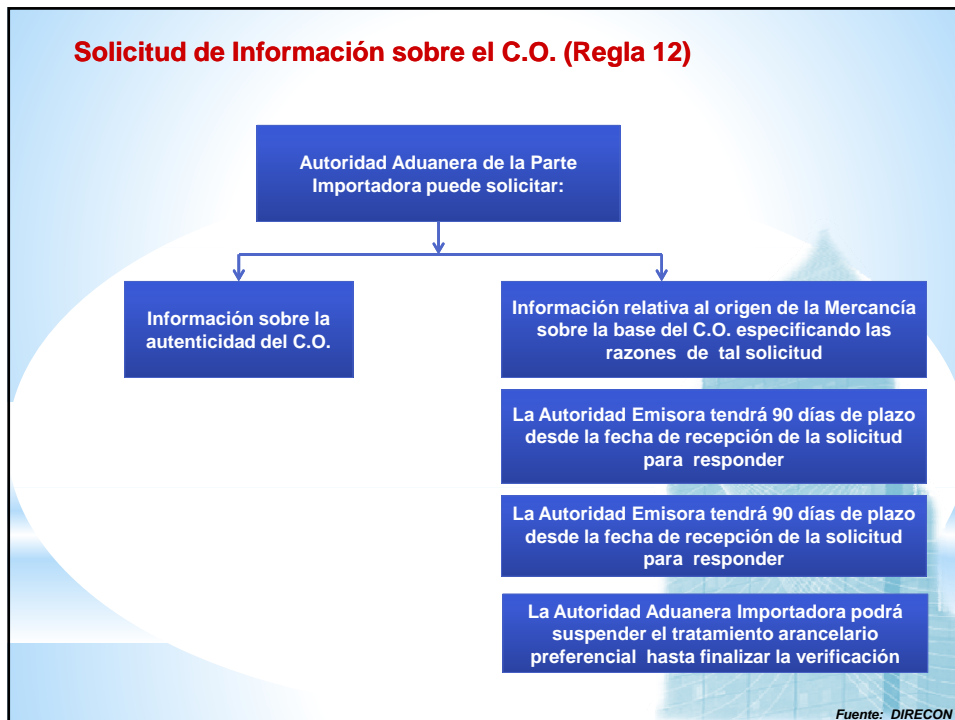 Solicitud de Información sobre el C.O. (Regla 12)
Autoridad Aduanera de la Parte
Importadora puede solicitar:
Información sobre la
autenticidad del C.O.
Información relativa al origen de la Mercancía
sobre la base del C.O. especificando las
razones de tal solicitud
La Autoridad Emisora tendrá 90 días de plazo
desde la fecha de recepción de la solicitud
para responder
La Autoridad Emisora tendrá 90 días de plazo
desde la fecha de recepción de la solicitud
para responder
La Autoridad Aduanera Importadora podrá
suspender el tratamiento arancelario
preferencial hasta finalizar la verificación
Fuente: DIRECON